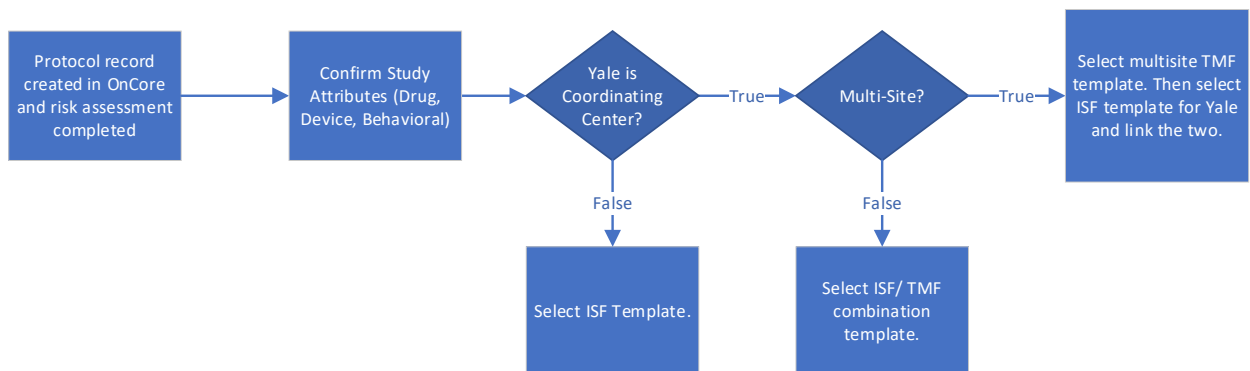 Protocol record
created in OnCore
and risk assessment
completed
Confirm Study
Attributes (Drug,
Device, Behavioral)
Yale is
Coordinating
Center?
True
Multi-Site?
True
Select multisite TMF
template. Then select
ISF template for Yale
and link the two.
False
False
Select ISF Template.
Select ISF/ TMF
combination
template.